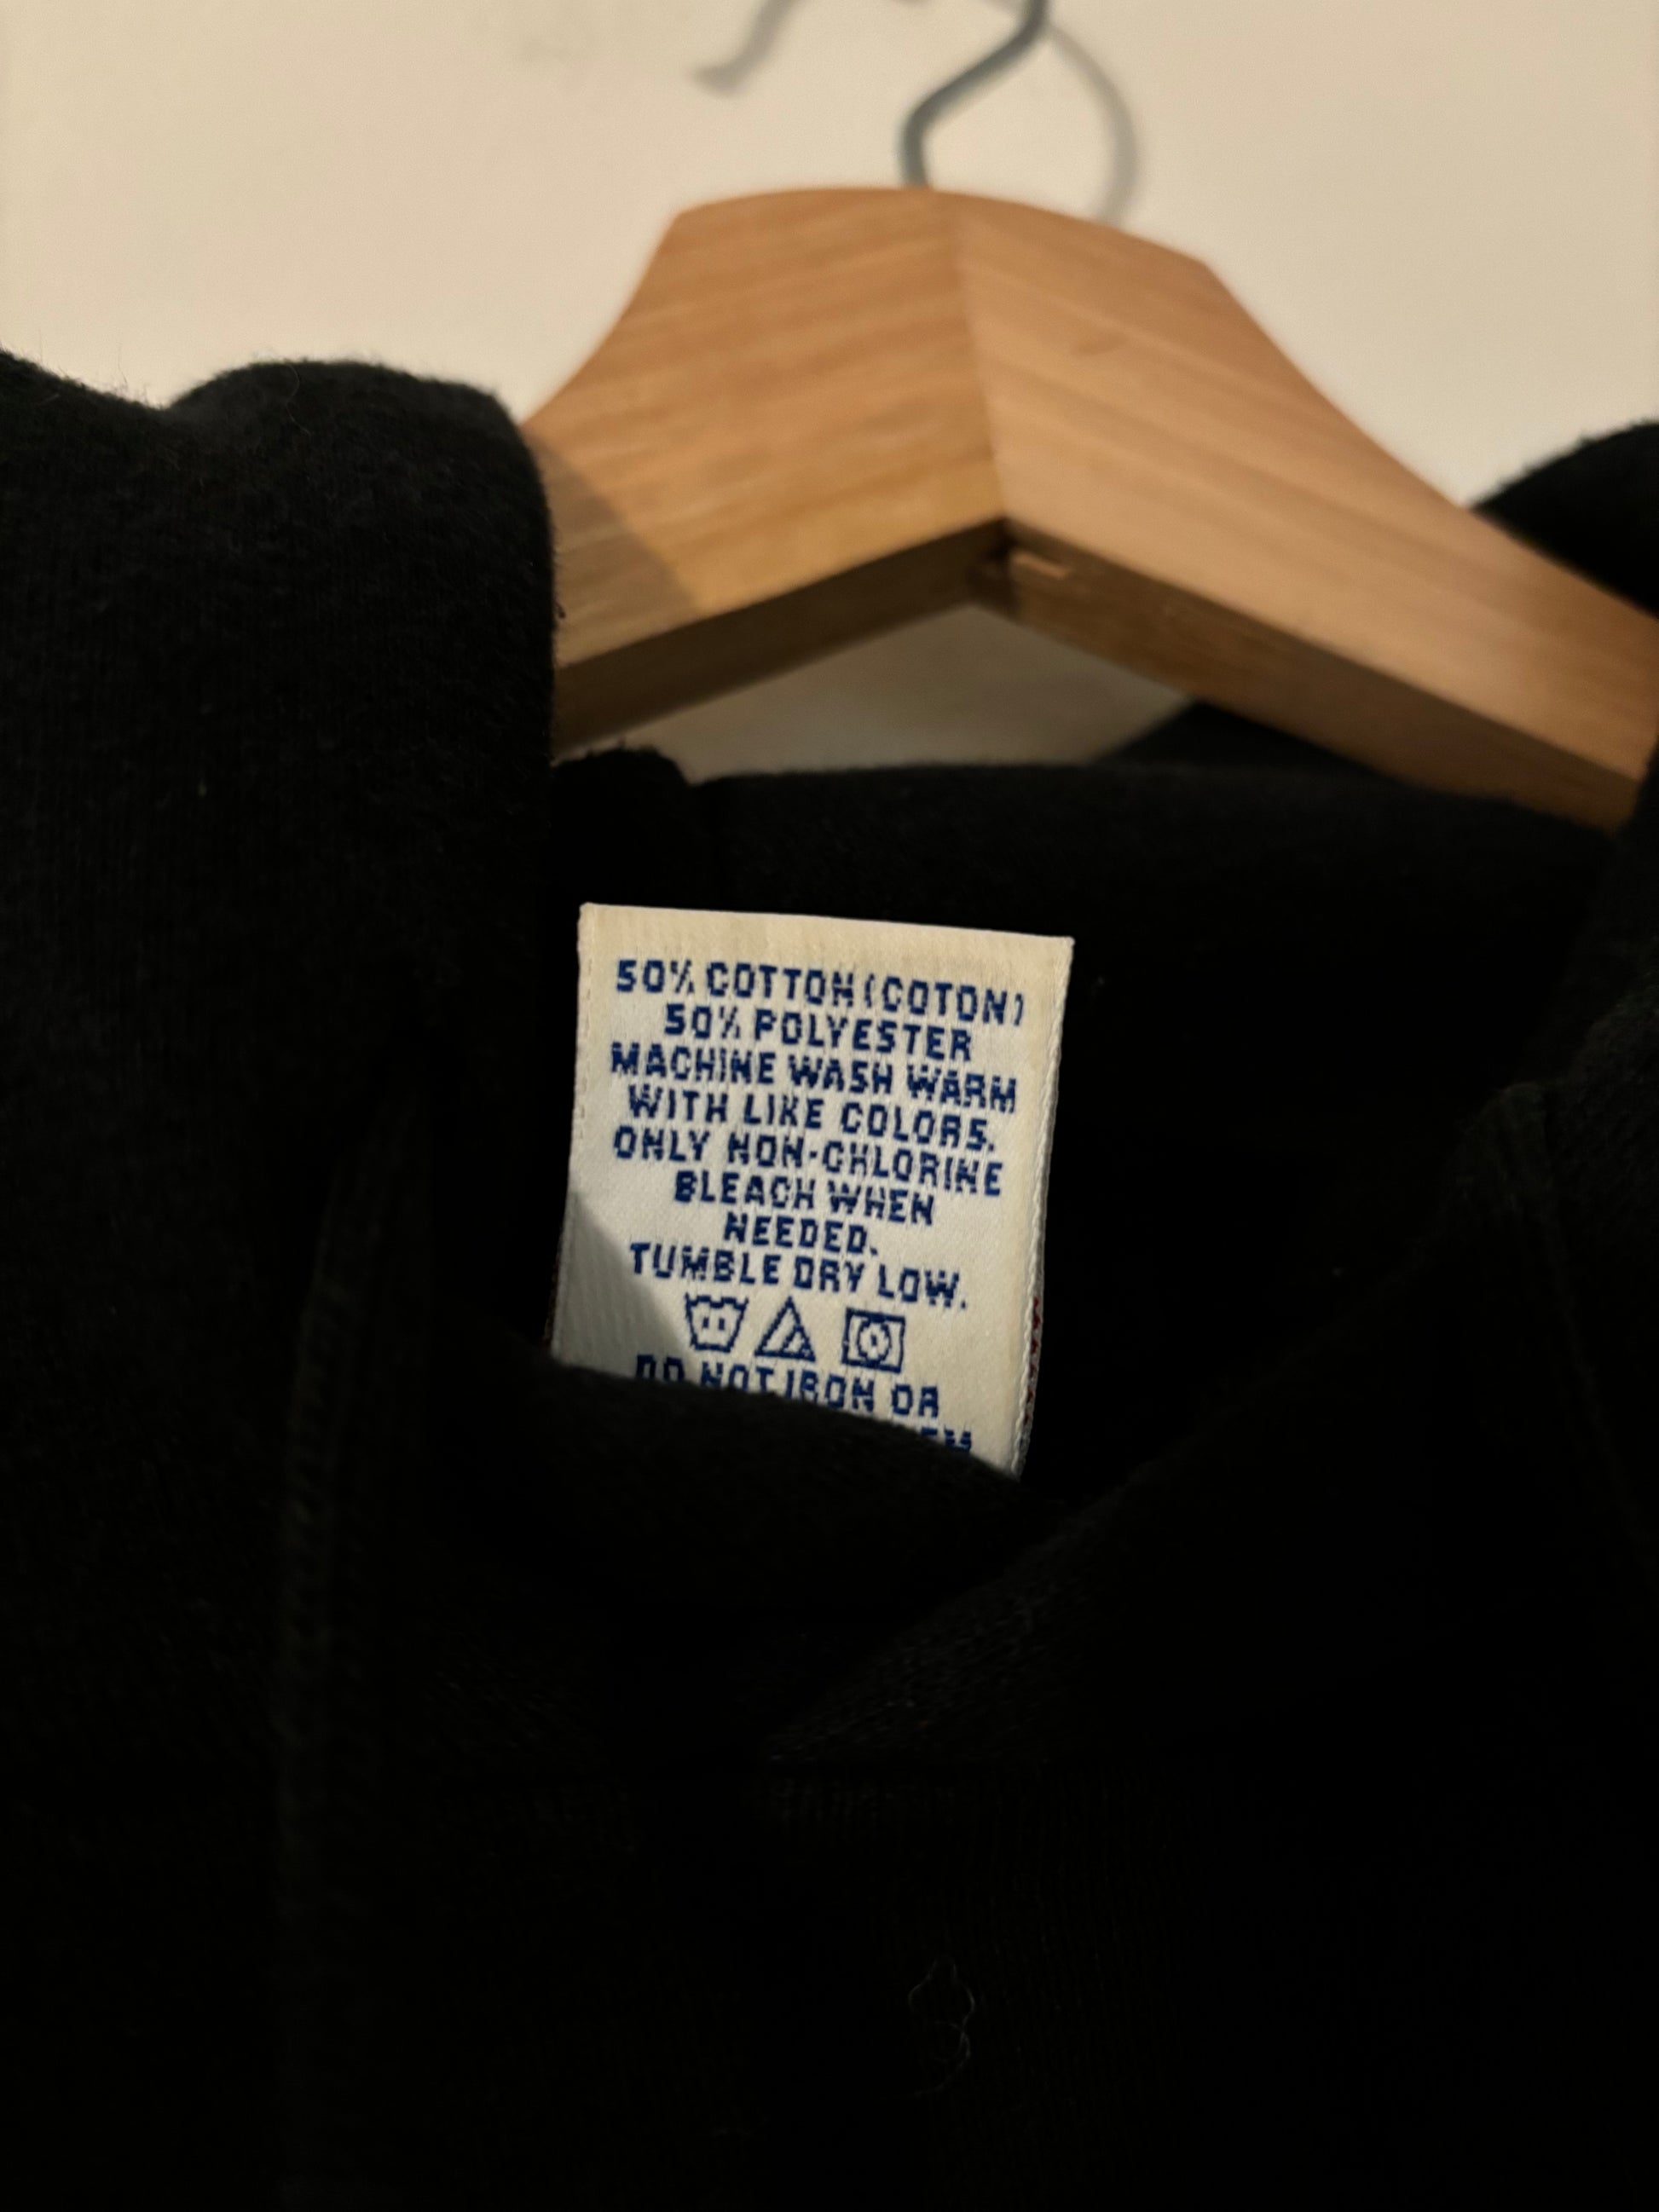 50% COTTON (COTON)
50% POLYESTER
MACHINE WASH WARM
WITH LIKE COLORS.
ONLY NON-CHLORINE
BLEACH WHEN
NEEDED.
TUMBLE DRY LOW.
DO NOT IRON OR